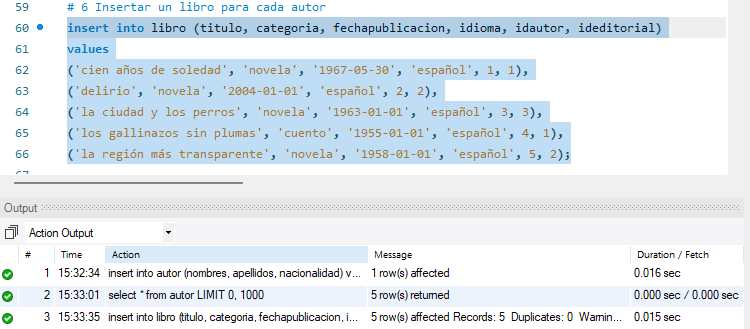 59 # 6 Insertar un libro para cada autor
60 insert into libro (titulo, categoria, fechapublicacion, idioma, idautor, ideditorial)
61 values
62 ('cien años de soledad', 'novela', '1967-05-30', 'español', 1, 1),
63 ('delirio', 'novela', '2004-01-01', 'español', 2, 2),
64 ('la ciudad y los perros', 'novela', '1963-01-01', 'español', 3, 3),
65 ('los gallinazos sin plumas', 'cuento', '1955-01-01', 'español', 4, 1),
66 ('la región más transparente', 'novela', '1958-01-01', 'español', 5, 2);
Output
Action Output
# Time Action Message Duration / Fetch
1 15:32:34 insert into autor (nombres, apellidos, nacionalidad) v... 1 row(s) affected 0.016 sec
2 15:33:01 select * from autor LIMIT 0, 1000 5 row(s) returned 0.000 sec / 0.000 sec
3 15:33:35 insert into libro (titulo, categoria, fechapublicacion, i... 5 row(s) affected Records: 5 Duplicates: 0 Warnin... 0.015 sec